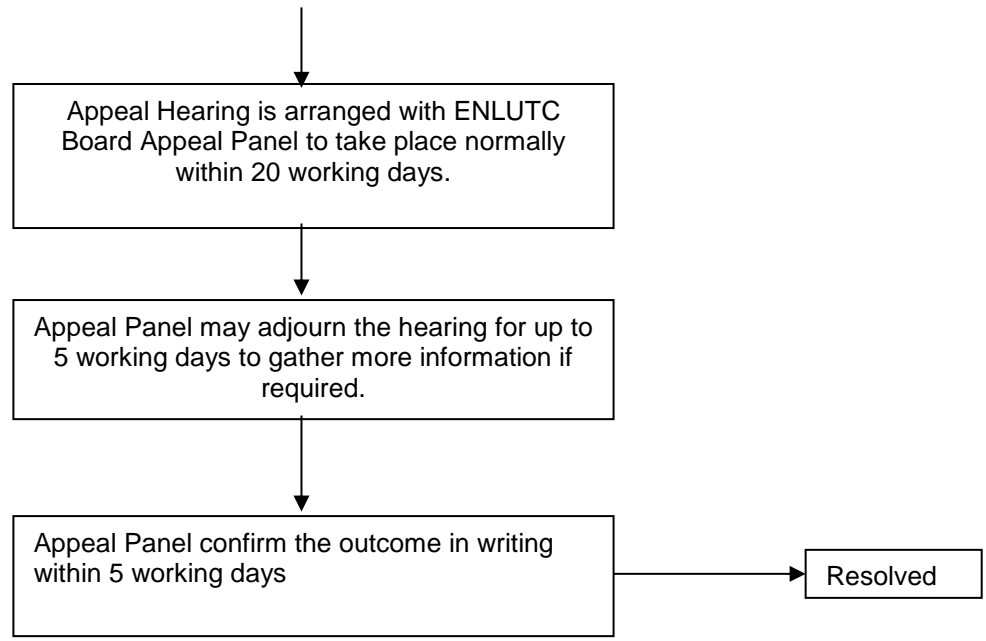 Appeal Hearing is arranged with ENLUTC
Board Appeal Panel to take place normally
within 20 working days.
Appeal Panel may adjourn the hearing for up to
5 working days to gather more information if
required.
Appeal Panel confirm the outcome in writing
within 5 working days
Resolved